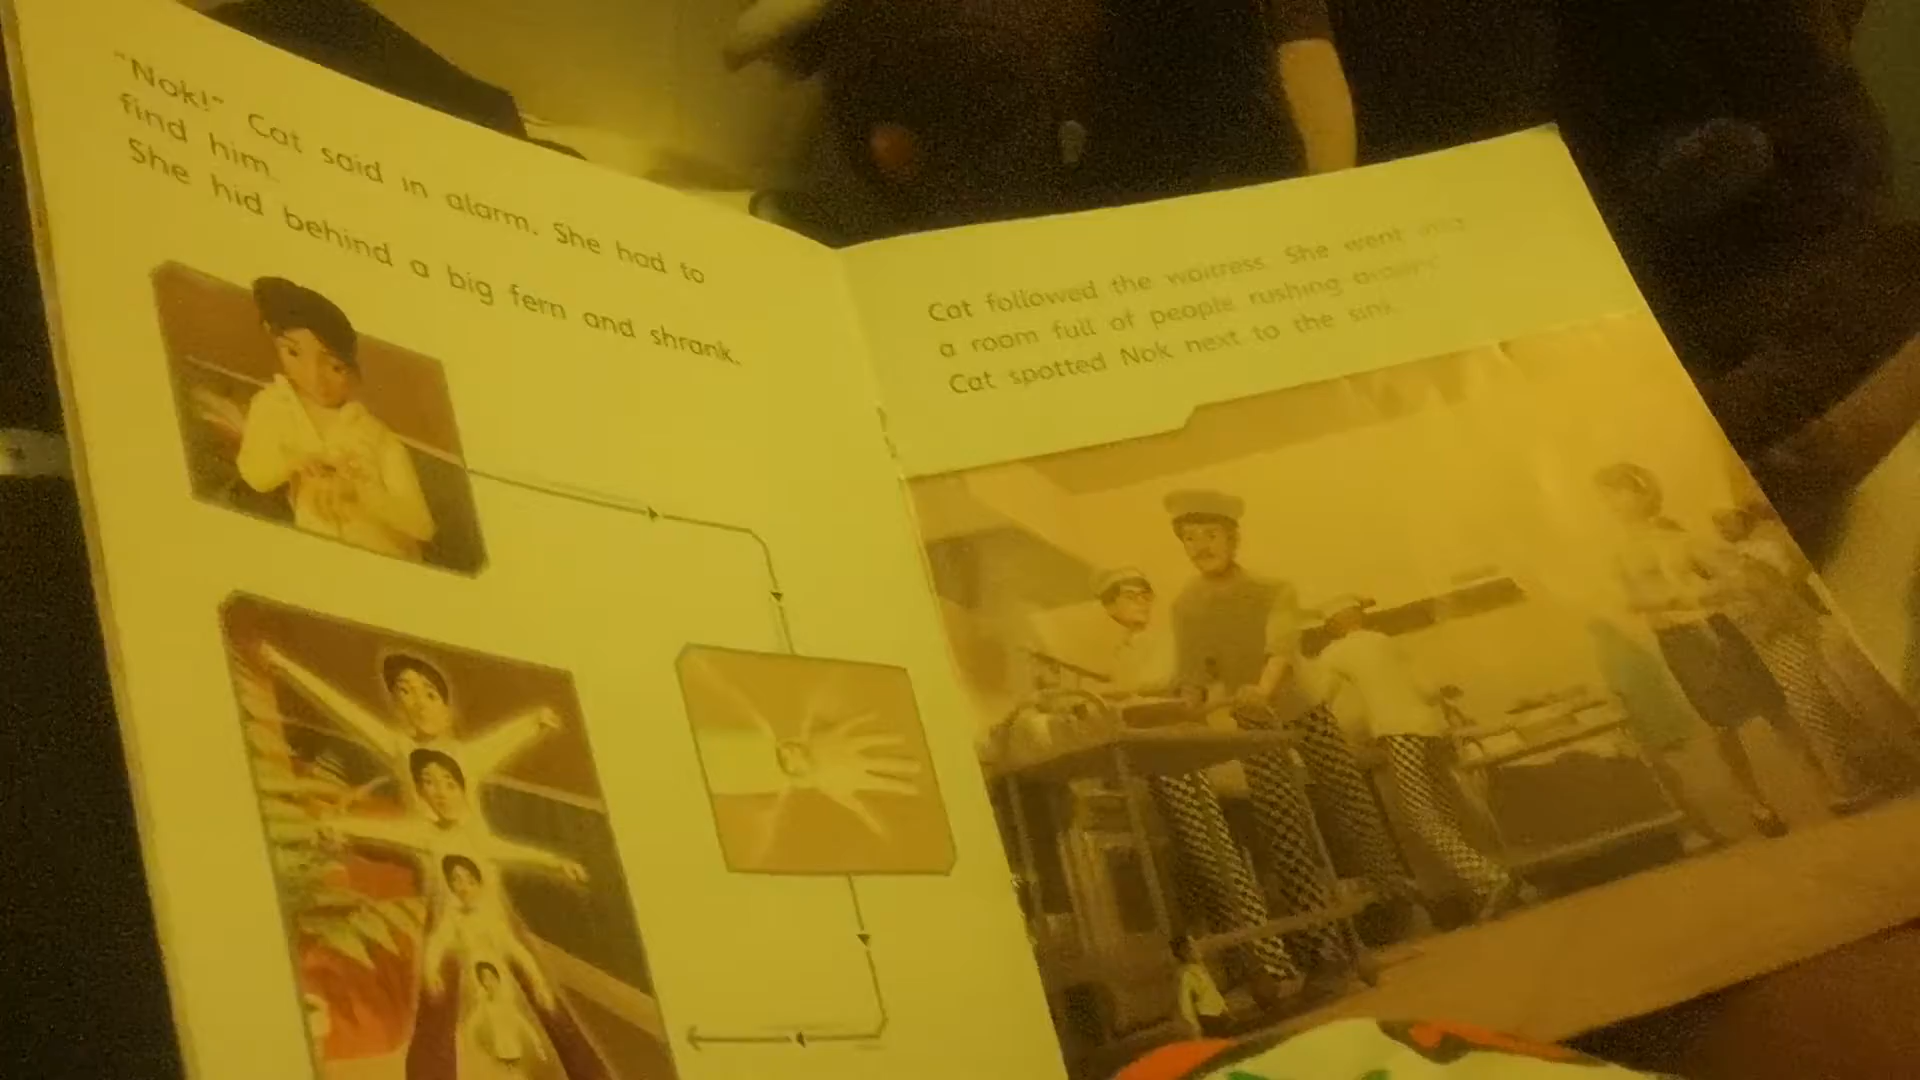 "Nok!" Cat said in alarm. She had to
find him.
She hid behind a big fern and shrank.
Cat followed the waitress. She went into
a room full of people rushing around.
Cat spotted Nok next to the sink.